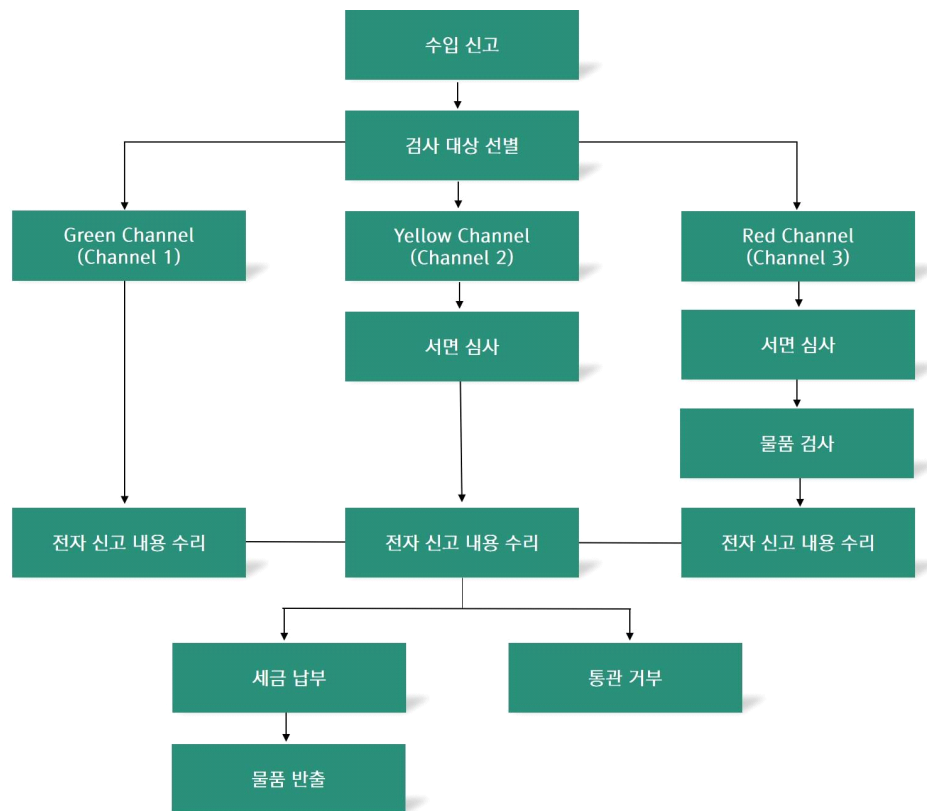 수입 신고
검사 대상 선별
Green Channel
(Channel 1)
Yellow Channel
(Channel 2)
Red Channel
(Channel 3)
서면 심사
서면 심사
물품 검사
전자 신고 내용 수리
전자 신고 내용 수리
전자 신고 내용 수리
세금 납부
통관 거부
물품 반출